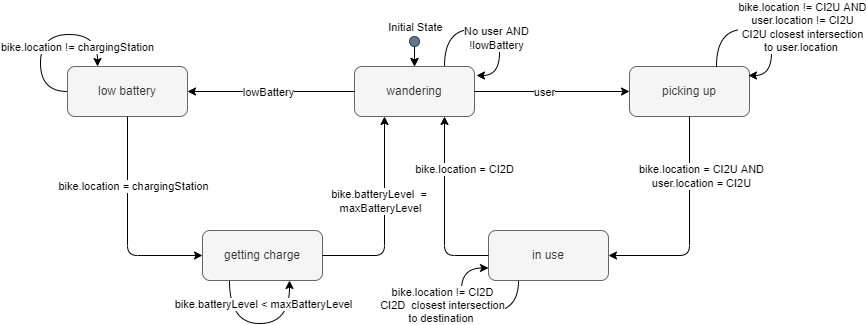 bike.location != CI2U AND
user.location != CI2U
CI2U closest intersection
to user.location
Initial State
No user AND
!lowBattery
bike.location != chargingStation
low battery
lowBattery
wandering
user
picking up
bike.location = CI2D
bike.location = CI2U AND
user.location = CI2U
bike.location = chargingStation
bike.batteryLevel =
maxBatteryLevel
getting charge
in use
bike.location != CI2D
CI2D closest intersection
to destination
bike.batteryLevel < maxBatteryLevel